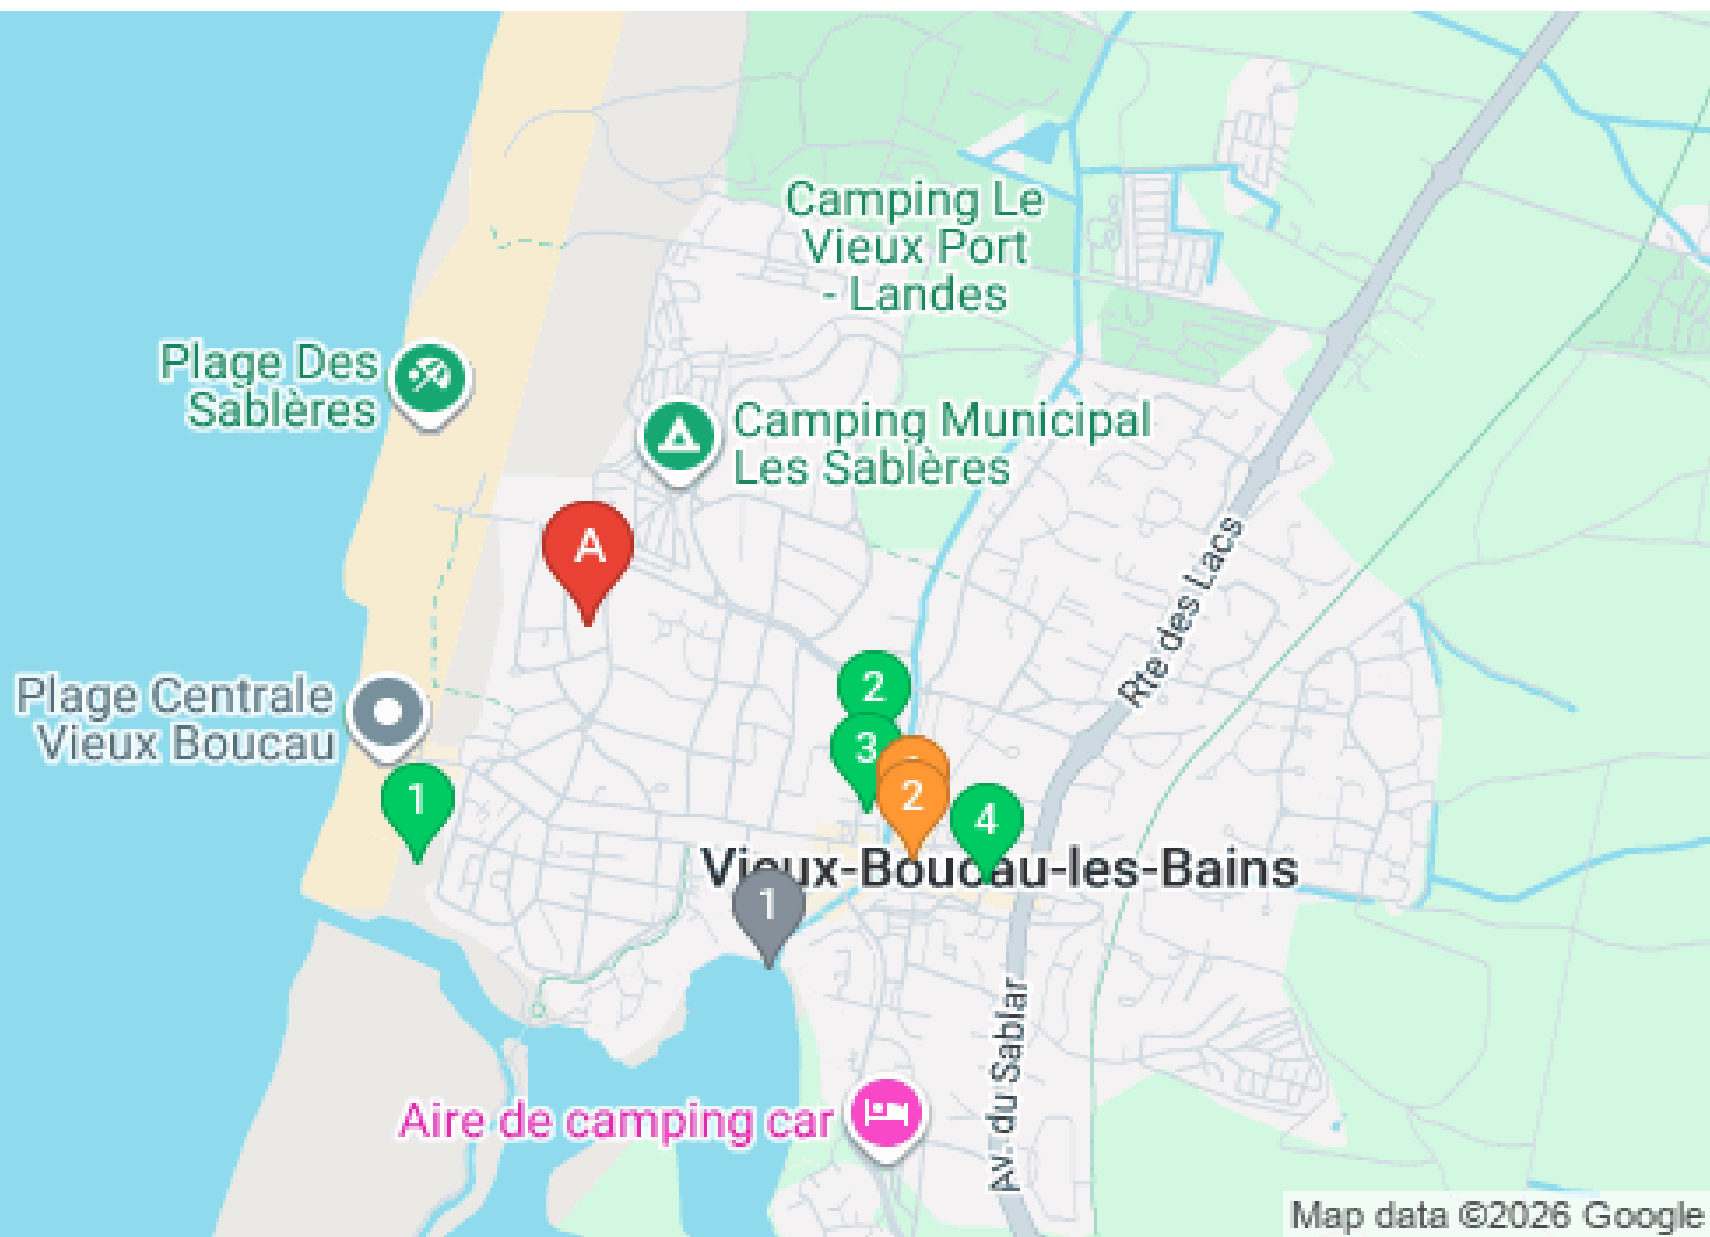 Camping Le
Vieux Port
- Landes
Plage Des
Sablères
Camping Municipal
Les Sablères
A
Rte des Lacs
2
3
Plage Centrale
Vieux Boucau
1
2
4
Vieux-Boucau-les-Bains
1
Av. du Sablar
Aire de camping car
Map data ©2026 Google